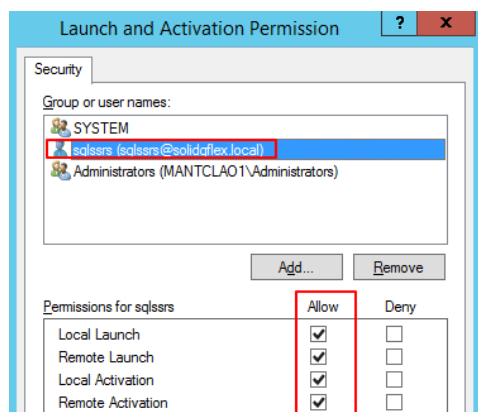 Launch and Activation Permission ? x
Security
Group or user names:
SYSTEM
sqlssrs (sqlssrs@solidqflex.local)
Administrators (MANTCLAO1\Administrators)
Add... Remove
Permissions for sqlssrs Allow Deny
Local Launch
Remote Launch
Local Activation
Remote Activation